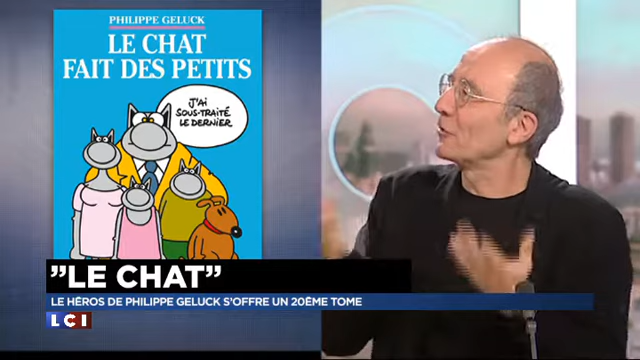 PHILIPPE GELUCK
LE CHAT
FAIT DES PETITS
J'AI
SOUS-TRAITÉ
LE DERNIER
"LE CHAT"
LE HÉROS DE PHILIPPE GELUCK S'OFFRE UN 20ÈME TOME
LCI